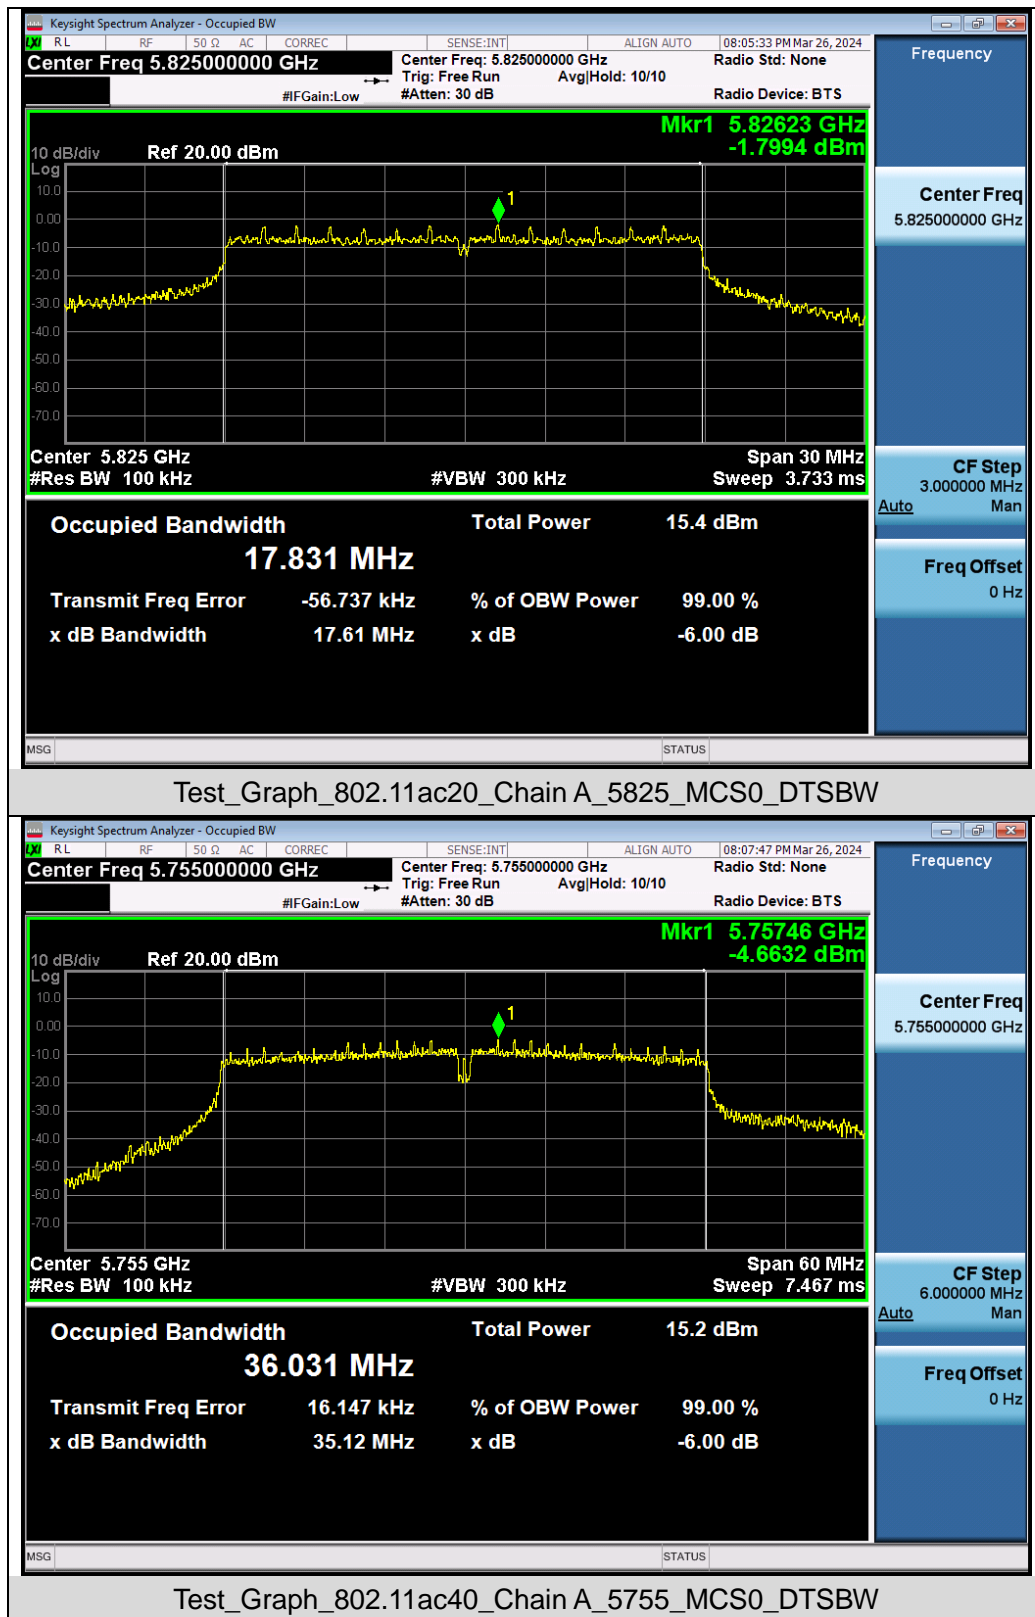 Keysight Spectrum Analyzer - Occupied BW
LXI RL RF 50 Ω AC CORREC SENSE:INT ALIGN AUTO 08:05:33 PM Mar 26, 2024
Center Freq 5.825000000 GHz
Center Freq: 5.825000000 GHz Radio Std: None
Trig: Free Run Avg|Hold: 10/10
#IFGain:Low #Atten: 30 dB Radio Device: BTS
Mkr1 5.82623 GHz
-1.7994 dBm
10 dB/div Ref 20.00 dBm
Log
10.0
0.00
-10.0
-20.0
-30.0
-40.0
-50.0
-60.0
-70.0
1
Center 5.825 GHz Span 30 MHz
#Res BW 100 kHz #VBW 300 kHz Sweep 3.733 ms
Occupied Bandwidth Total Power 15.4 dBm
17.831 MHz
Transmit Freq Error -56.737 kHz % of OBW Power 99.00 %
x dB Bandwidth 17.61 MHz x dB -6.00 dB
MSG STATUS
Frequency
Center Freq
5.825000000 GHz
CF Step
3.000000 MHz
Auto Man
Freq Offset
0 Hz
Test_Graph_802.11ac20_Chain A_5825_MCS0_DTSBW
Keysight Spectrum Analyzer - Occupied BW
LXI RL RF 50 Ω AC CORREC SENSE:INT ALIGN AUTO 08:07:47 PM Mar 26, 2024
Center Freq 5.755000000 GHz
Center Freq: 5.755000000 GHz Radio Std: None
Trig: Free Run Avg|Hold: 10/10
#IFGain:Low #Atten: 30 dB Radio Device: BTS
Mkr1 5.75746 GHz
-4.6632 dBm
10 dB/div Ref 20.00 dBm
Log
10.0
0.00
-10.0
-20.0
-30.0
-40.0
-50.0
-60.0
-70.0
1
Center 5.755 GHz Span 60 MHz
#Res BW 100 kHz #VBW 300 kHz Sweep 7.467 ms
Occupied Bandwidth Total Power 15.2 dBm
36.031 MHz
Transmit Freq Error 16.147 kHz % of OBW Power 99.00 %
x dB Bandwidth 35.12 MHz x dB -6.00 dB
MSG STATUS
Frequency
Center Freq
5.755000000 GHz
CF Step
6.000000 MHz
Auto Man
Freq Offset
0 Hz
Test_Graph_802.11ac40_Chain A_5755_MCS0_DTSBW